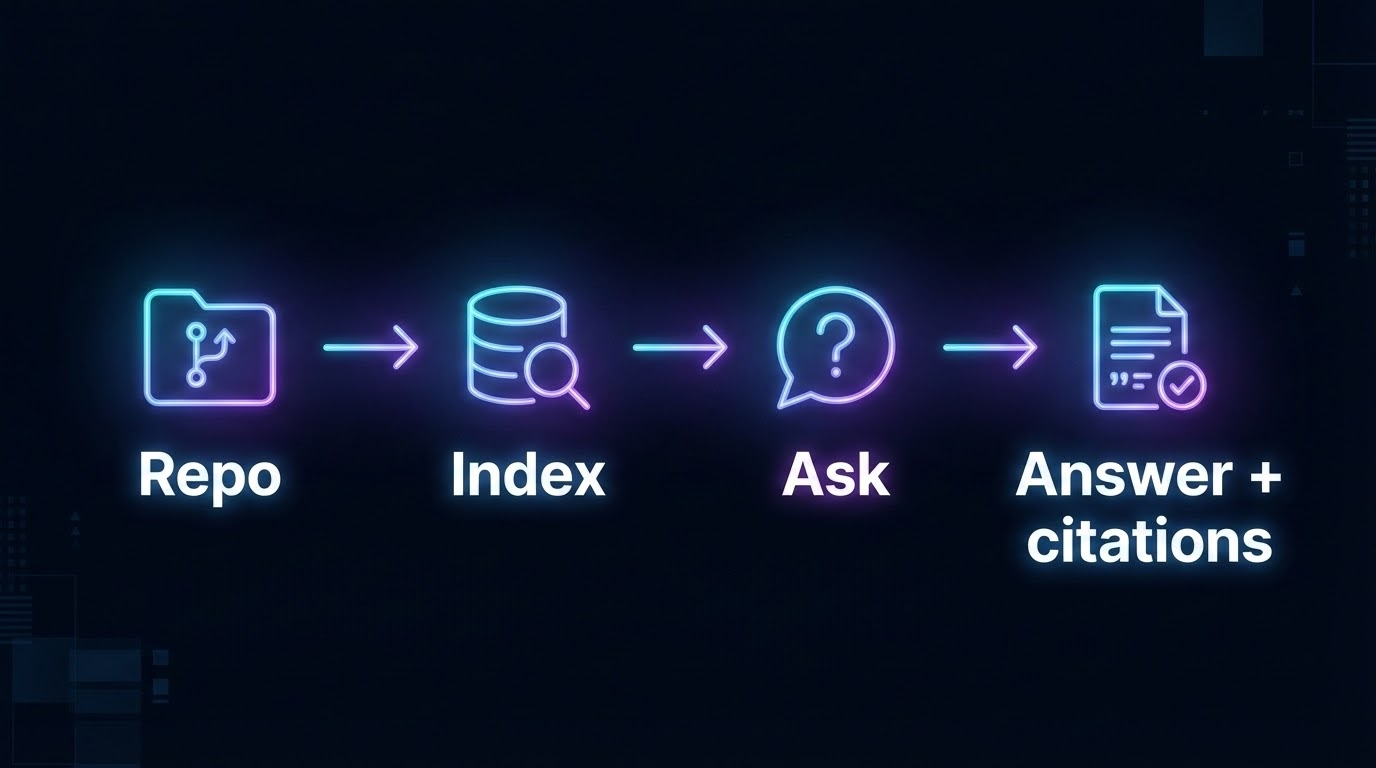 Repo
Index
Ask
Answer +
citations